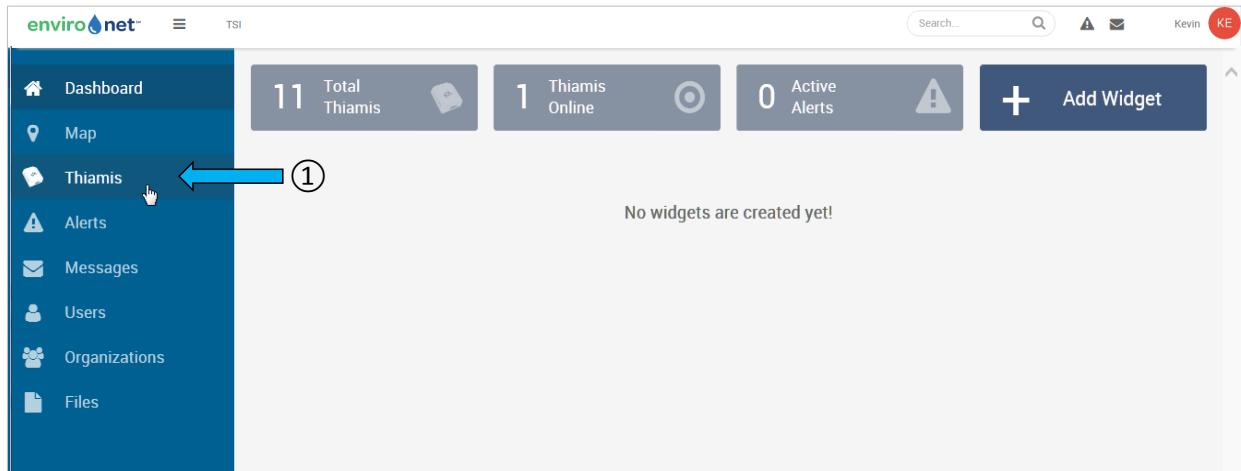 enviro net™ TSI Search... Kevin KE
Dashboard
Map
Thiamis
Alerts
Messages
Users
Organizations
Files
11 Total Thiamis
1 Thiamis Online
0 Active Alerts
+ Add Widget
①
No widgets are created yet!